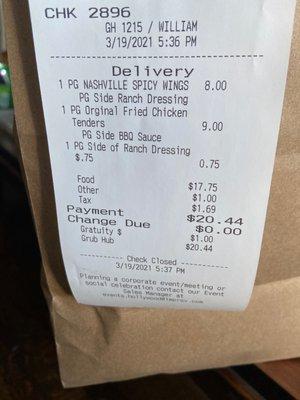 CHK 2896
GH 1215 / WILLIAM
3/19/2021 5:36 PM
Delivery
1 PG NASHVILLE SPICY WINGS 8.00
PG Side Ranch Dressing
1 PG Orginal Fried Chicken
Tenders 9.00
PG Side BBQ Sauce
1 PG Side of Ranch Dressing
$.75 0.75
Food $17.75
Other $1.00
Tax $1.69
Payment $20.44
Change Due $0.00
Gratuity $ $1.00
Grub Hub $20.44
Check Closed
3/19/2021 5:37 PM
Planning a corporate event/meeting or
social celebration contact our Event
Sales Manager at
events.hollywood@improv.com